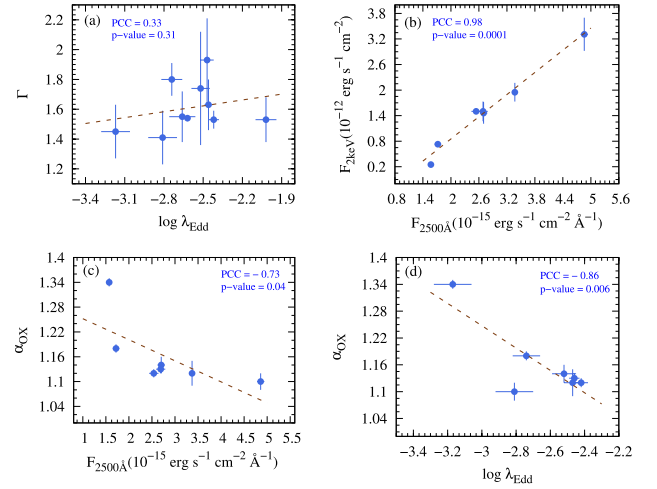 (a)
PCC = 0.33
p-value = 0.31
2.2
2
1.8
1.6
1.4
1.2
Γ
−3.4 −3.1 −2.8 −2.5 −2.2 −1.9
log λEdd
(b)
PCC = 0.98
p-value = 0.0001
4.2
3.6
3
2.4
1.8
1.2
0.6
F2keV(10−12 erg s−1 cm−2)
0.8 1.6 2.4 3.2 4 4.8 5.6
F2500Å(10−15 erg s−1 cm−2 Å−1)
(c)
PCC = − 0.73
p-value = 0.04
1.4
1.34
1.28
1.22
1.16
1.1
1.04
αOX
1 1.5 2 2.5 3 3.5 4 4.5 5 5.5
F2500Å(10−15 erg s−1 cm−2 Å−1)
(d)
PCC = − 0.86
p-value = 0.006
1.4
1.34
1.28
1.22
1.16
1.1
1.04
αOX
−3.4 −3.2 −3 −2.8 −2.6 −2.4 −2.2
log λEdd